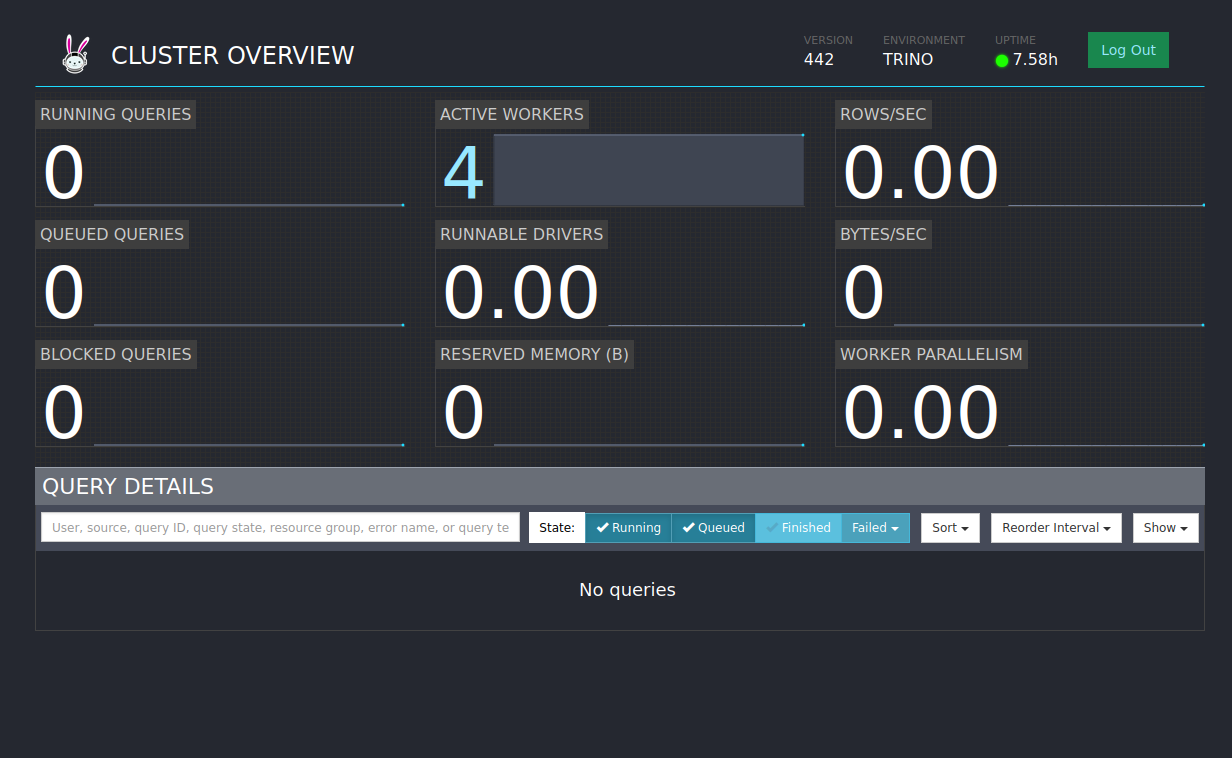 CLUSTER OVERVIEW
VERSION
442
ENVIRONMENT
TRINO
UPTIME
7.58h
Log Out
RUNNING QUERIES
0
ACTIVE WORKERS
4
ROWS/SEC
0.00
QUEUED QUERIES
0
RUNNABLE DRIVERS
0.00
BYTES/SEC
0
BLOCKED QUERIES
0
RESERVED MEMORY (B)
0
WORKER PARALLELISM
0.00
QUERY DETAILS
User, source, query ID, query state, resource group, error name, or query te
State:
Running
Queued
Finished
Failed
Sort
Reorder Interval
Show
No queries